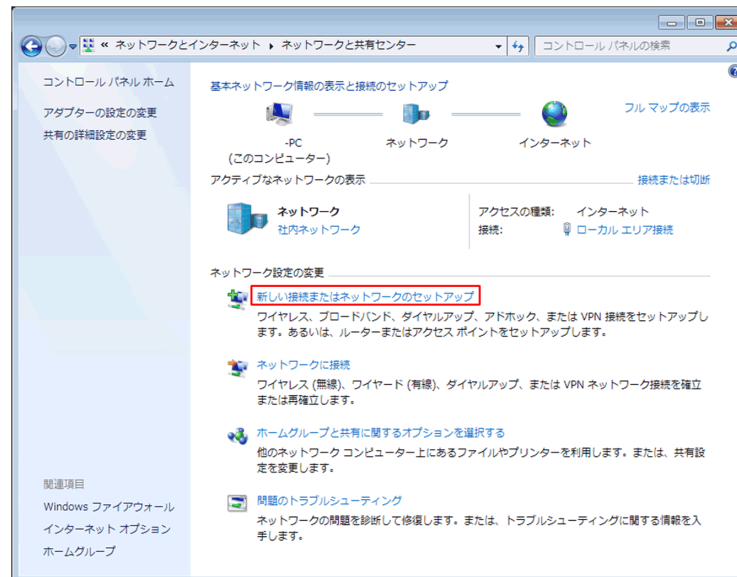 « ネットワークとインターネット ▸ ネットワークと共有センター
コントロール パネルの検索
コントロール パネル ホーム
アダプターの設定の変更
共有の詳細設定の変更
基本ネットワーク情報の表示と接続のセットアップ
フル マップの表示
-PC
(このコンピューター)
ネットワーク
インターネット
アクティブなネットワークの表示
接続または切断
ネットワーク
社内ネットワーク
アクセスの種類: インターネット
接続: ローカル エリア接続
ネットワーク設定の変更
新しい接続またはネットワークのセットアップ
ワイヤレス、ブロードバンド、ダイヤルアップ、アドホック、または VPN 接続をセットアップし
ます。あるいは、ルーターまたはアクセス ポイントをセットアップします。
ネットワークに接続
ワイヤレス (無線)、ワイヤード (有線)、ダイヤルアップ、または VPN ネットワーク接続を確立
または再確立します。
ホームグループと共有に関するオプションを選択する
他のネットワーク コンピューター上にあるファイルやプリンターを利用します。または、共有設
定を変更します。
問題のトラブルシューティング
ネットワークの問題を診断して修復します。または、トラブルシューティングに関する情報を入
手します。
関連項目
Windows ファイアウォール
インターネット オプション
ホームグループ